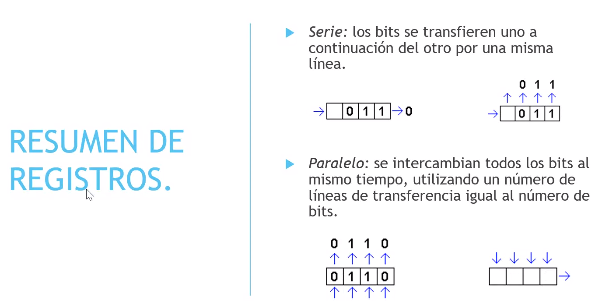 RESUMEN DE
REGISTROS.
Serie: los bits se transfieren uno a
continuación del otro por una misma
línea.
0 1 1
0 1 1 0
0 1 1
Paralelo: se intercambian todos los bits al
mismo tiempo, utilizando un número de
líneas de transferencia igual al número de
bits.
0 1 1 0
0 1 1 0